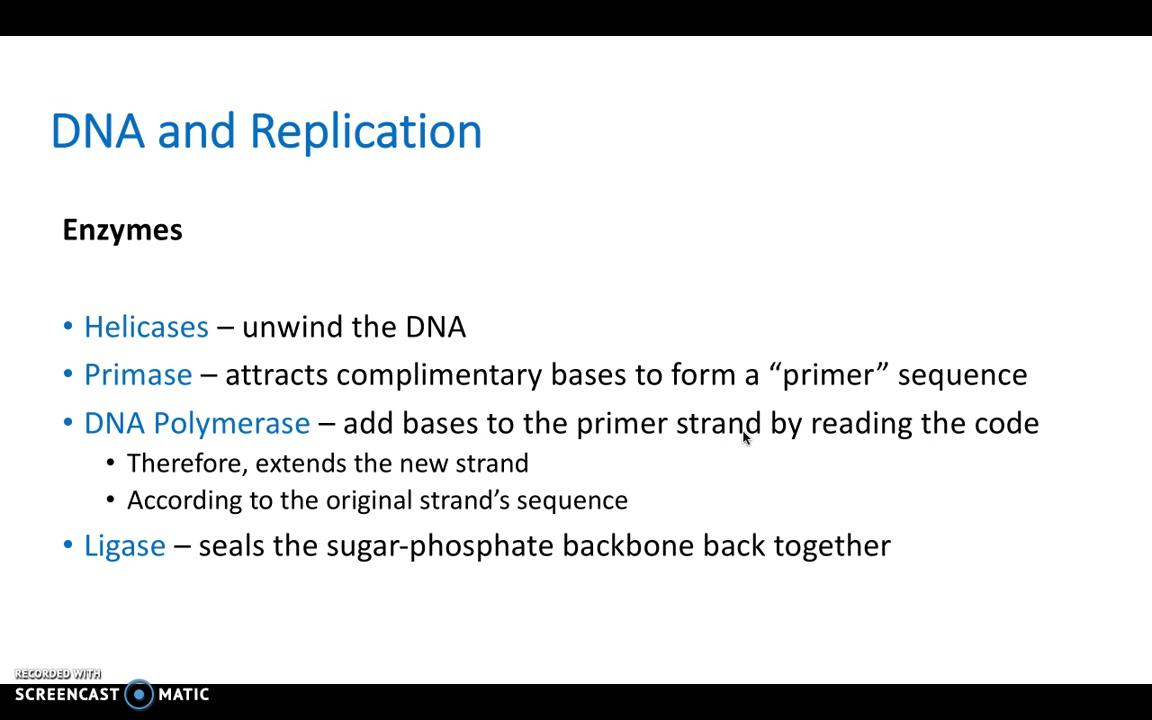 DNA and Replication
Enzymes
• Helicases – unwind the DNA
• Primase – attracts complimentary bases to form a “primer” sequence
• DNA Polymerase – add bases to the primer strand by reading the code
• Therefore, extends the new strand
• According to the original strand’s sequence
• Ligase – seals the sugar-phosphate backbone back together
RECORDED WITH
SCREENCAST MATIC